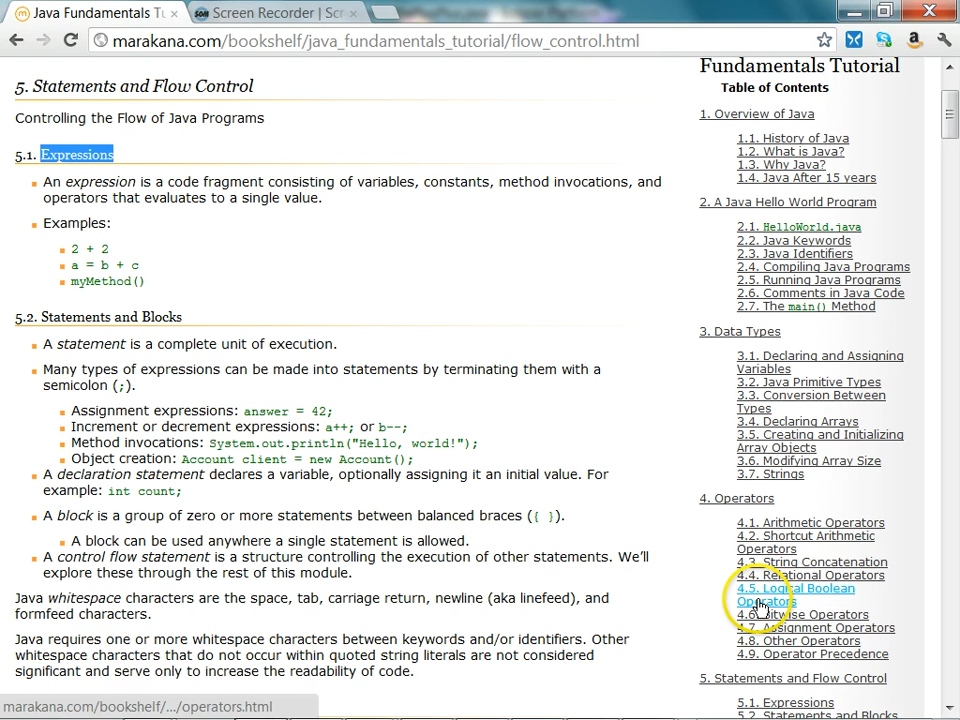 Java Fundamentals Tu
Screen Recorder | Scr
marakana.com/bookshelf/java_fundamentals_tutorial/flow_control.html
5. Statements and Flow Control
Controlling the Flow of Java Programs
5.1. Expressions
An expression is a code fragment consisting of variables, constants, method invocations, and
operators that evaluates to a single value.
Examples:
2 + 2
a = b + c
myMethod()
5.2. Statements and Blocks
A statement is a complete unit of execution.
Many types of expressions can be made into statements by terminating them with a
semicolon (;).
Assignment expressions: answer = 42;
Increment or decrement expressions: a++; or b--;
Method invocations: System.out.println("Hello, world!");
Object creation: Account client = new Account();
A declaration statement declares a variable, optionally assigning it an initial value. For
example: int count;
A block is a group of zero or more statements between balanced braces ({ }).
A block can be used anywhere a single statement is allowed.
A control flow statement is a structure controlling the execution of other statements. We'll
explore these through the rest of this module.
Java whitespace characters are the space, tab, carriage return, newline (aka linefeed), and
formfeed characters.
Java requires one or more whitespace characters between keywords and/or identifiers. Other
whitespace characters that do not occur within quoted string literals are not considered
significant and serve only to increase the readability of code.
marakana.com/bookshelf/.../operators.html
Fundamentals Tutorial
Table of Contents
1. Overview of Java
1.1. History of Java
1.2. What is Java?
1.3. Why Java?
1.4. Java After 15 years
2. A Java Hello World Program
2.1. HelloWorld.java
2.2. Java Keywords
2.3. Java Identifiers
2.4. Compiling Java Programs
2.5. Running Java Programs
2.6. Comments in Java Code
2.7. The main() Method
3. Data Types
3.1. Declaring and Assigning
Variables
3.2. Java Primitive Types
3.3. Conversion Between
Types
3.4. Declaring Arrays
3.5. Creating and Initializing
Array Objects
3.6. Modifying Array Size
3.7. Strings
4. Operators
4.1. Arithmetic Operators
4.2. Shortcut Arithmetic
Operators
4.3. String Concatenation
4.4. Relational Operators
4.5. Logical Boolean
Operators
4.6. Bitwise Operators
4.7. Assignment Operators
4.8. Other Operators
4.9. Operator Precedence
5. Statements and Flow Control
5.1. Expressions
5.2. Statements and Blocks